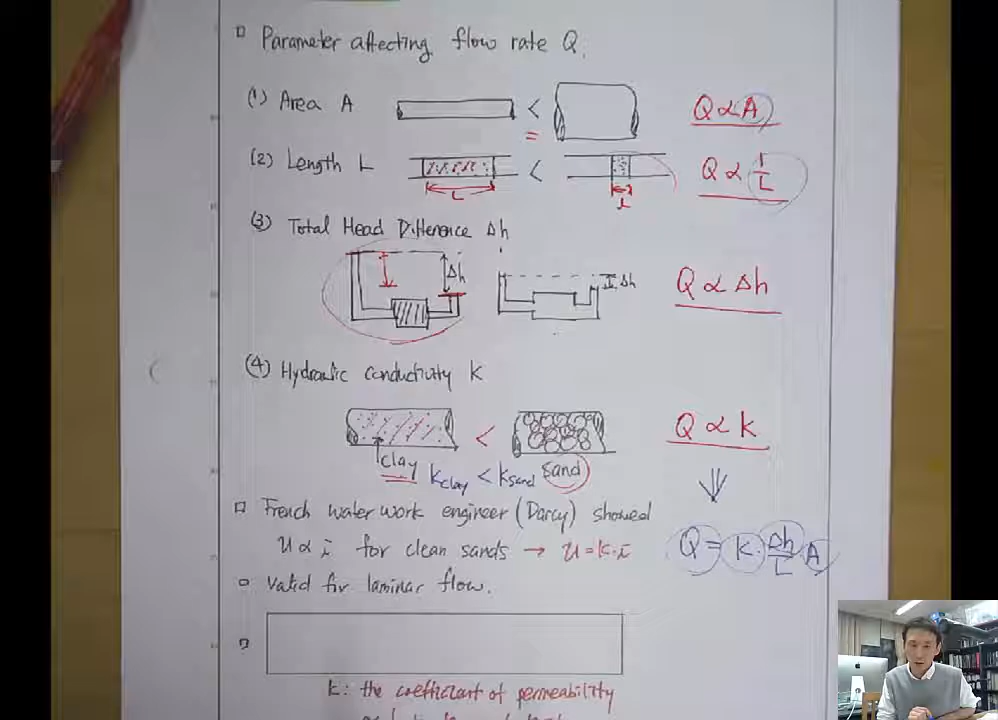 □ Parameter affecting flow rate Q.
(1) Area A < = Q ∝ A
(2) Length L < Q ∝ 1/L
L L
(3) Total Head Difference Δh
Δh Δh Q ∝ Δh
(4) Hydraulic conductivity K
< Q ∝ k
clay k clay < k sand sand
⇓
□ French water work engineer (Darcy) showed
u ∝ i for clean sands → u = k·i
Q = k · Δh/L · A
□ Valid for laminar flow.
□
k: the coefficient of permeability